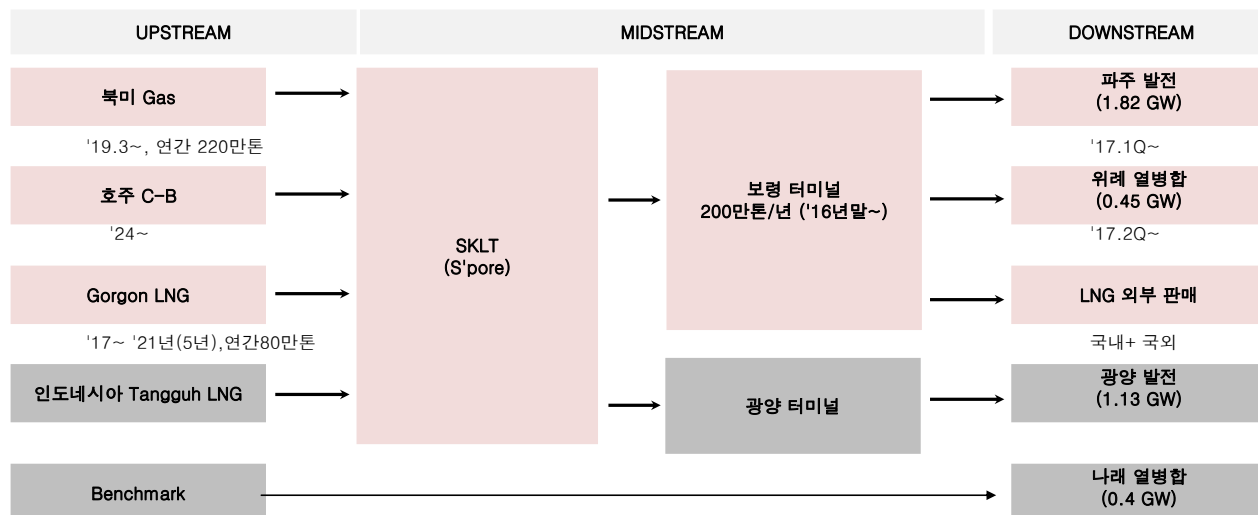 UPSTREAM
MIDSTREAM
DOWNSTREAM
북미 Gas
'19.3~, 연간 220만톤
호주 C-B
'24~
Gorgon LNG
'17~ '21년(5년),연간80만톤
인도네시아 Tangguh LNG
Benchmark
SKLT
(S'pore)
보령 터미널
200만톤/년 ('16년말~)
광양 터미널
파주 발전
(1.82 GW)
'17.1Q~
위례 열병합
(0.45 GW)
'17.2Q~
LNG 외부 판매
국내+ 국외
광양 발전
(1.13 GW)
나래 열병합
(0.4 GW)